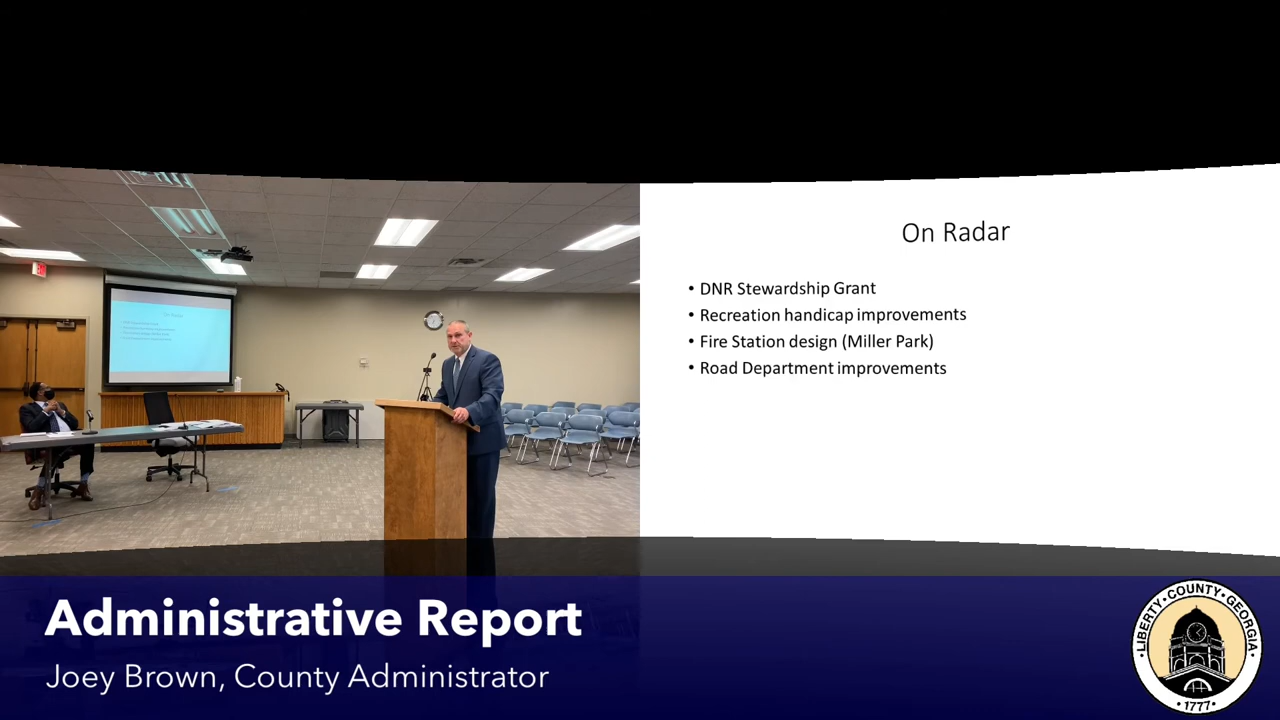 On Radar
• DNR Stewardship Grant
• Recreation handicap improvements
• Fire Station design (Miller Park)
• Road Department improvements
Administrative Report
Joey Brown, County Administrator
• LIBERTY • COUNTY • GEORGIA •
• 1777 •